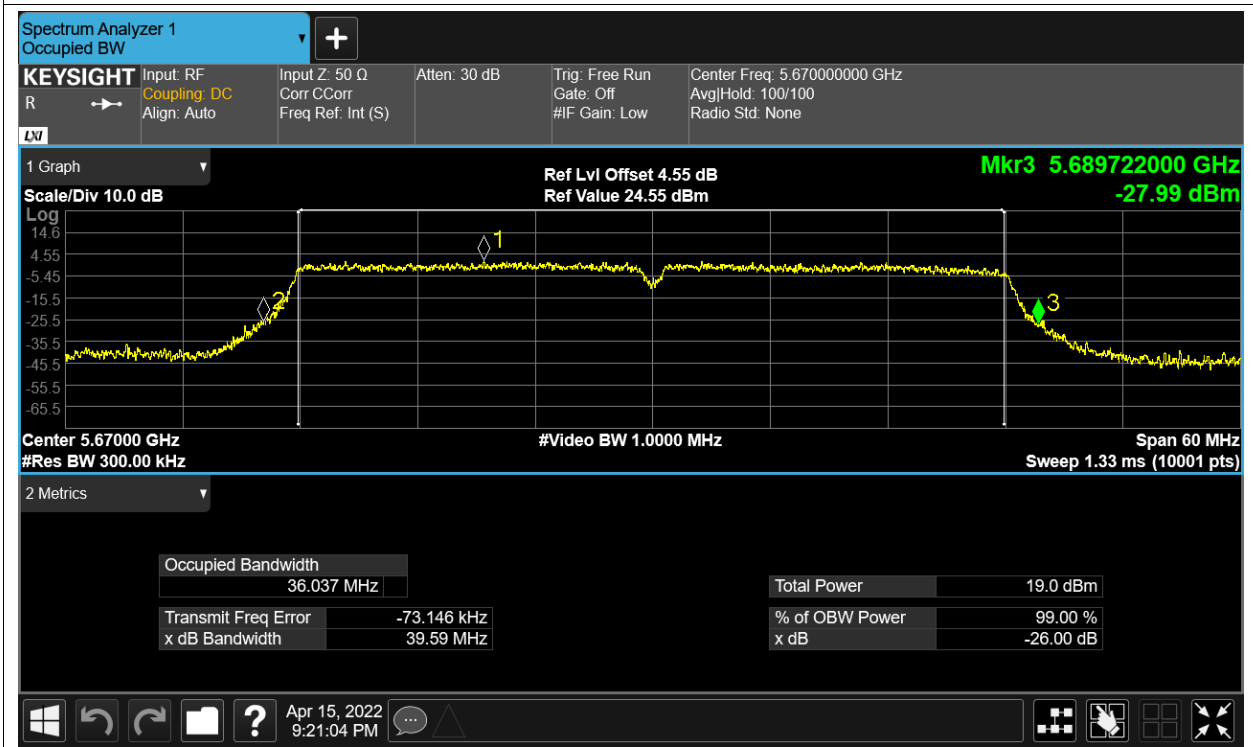 Spectrum Analyzer 1
Occupied BW
KEYSIGHT
R
LXI
Input: RF
Coupling: DC
Align: Auto
Input Z: 50 Ω
Corr CCorr
Freq Ref: Int (S)
Atten: 30 dB
Trig: Free Run
Gate: Off
#IF Gain: Low
Center Freq: 5.670000000 GHz
Avg|Hold: 100/100
Radio Std: None
1 Graph
Scale/Div 10.0 dB
Ref Lvl Offset 4.55 dB
Ref Value 24.55 dBm
Mkr3 5.689722000 GHz
-27.99 dBm
Log
14.6
4.55
-5.45
-15.5
-25.5
-35.5
-45.5
-55.5
-65.5
1
2
3
Center 5.67000 GHz
#Res BW 300.00 kHz
#Video BW 1.0000 MHz
Span 60 MHz
Sweep 1.33 ms (10001 pts)
2 Metrics
Occupied Bandwidth
36.037 MHz
Transmit Freq Error -73.146 kHz
x dB Bandwidth 39.59 MHz
Total Power 19.0 dBm
% of OBW Power 99.00 %
x dB -26.00 dB
?
Apr 15, 2022
9:21:04 PM